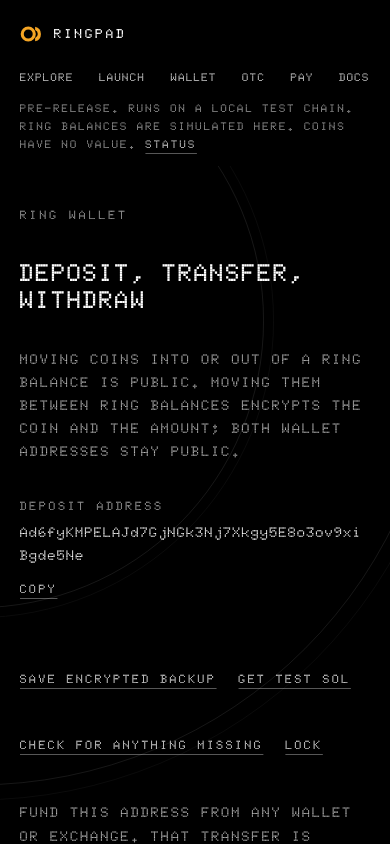 RINGPAD
EXPLORE LAUNCH WALLET OTC PAY DOCS
PRE-RELEASE. RUNS ON A LOCAL TEST CHAIN.
RING BALANCES ARE SIMULATED HERE. COINS
HAVE NO VALUE. STATUS
RING WALLET
DEPOSIT, TRANSFER,
WITHDRAW
MOVING COINS INTO OR OUT OF A RING
BALANCE IS PUBLIC. MOVING THEM
BETWEEN RING BALANCES ENCRYPTS THE
COIN AND THE AMOUNT; BOTH WALLET
ADDRESSES STAY PUBLIC.
DEPOSIT ADDRESS
Ad6fyKMPELAJd7GjNGk3Nj7Xkgy5E8o3ov9xi
Bgde5Ne
COPY
SAVE ENCRYPTED BACKUP GET TEST SOL
CHECK FOR ANYTHING MISSING LOCK
FUND THIS ADDRESS FROM ANY WALLET
OR EXCHANGE. THAT TRANSFER IS